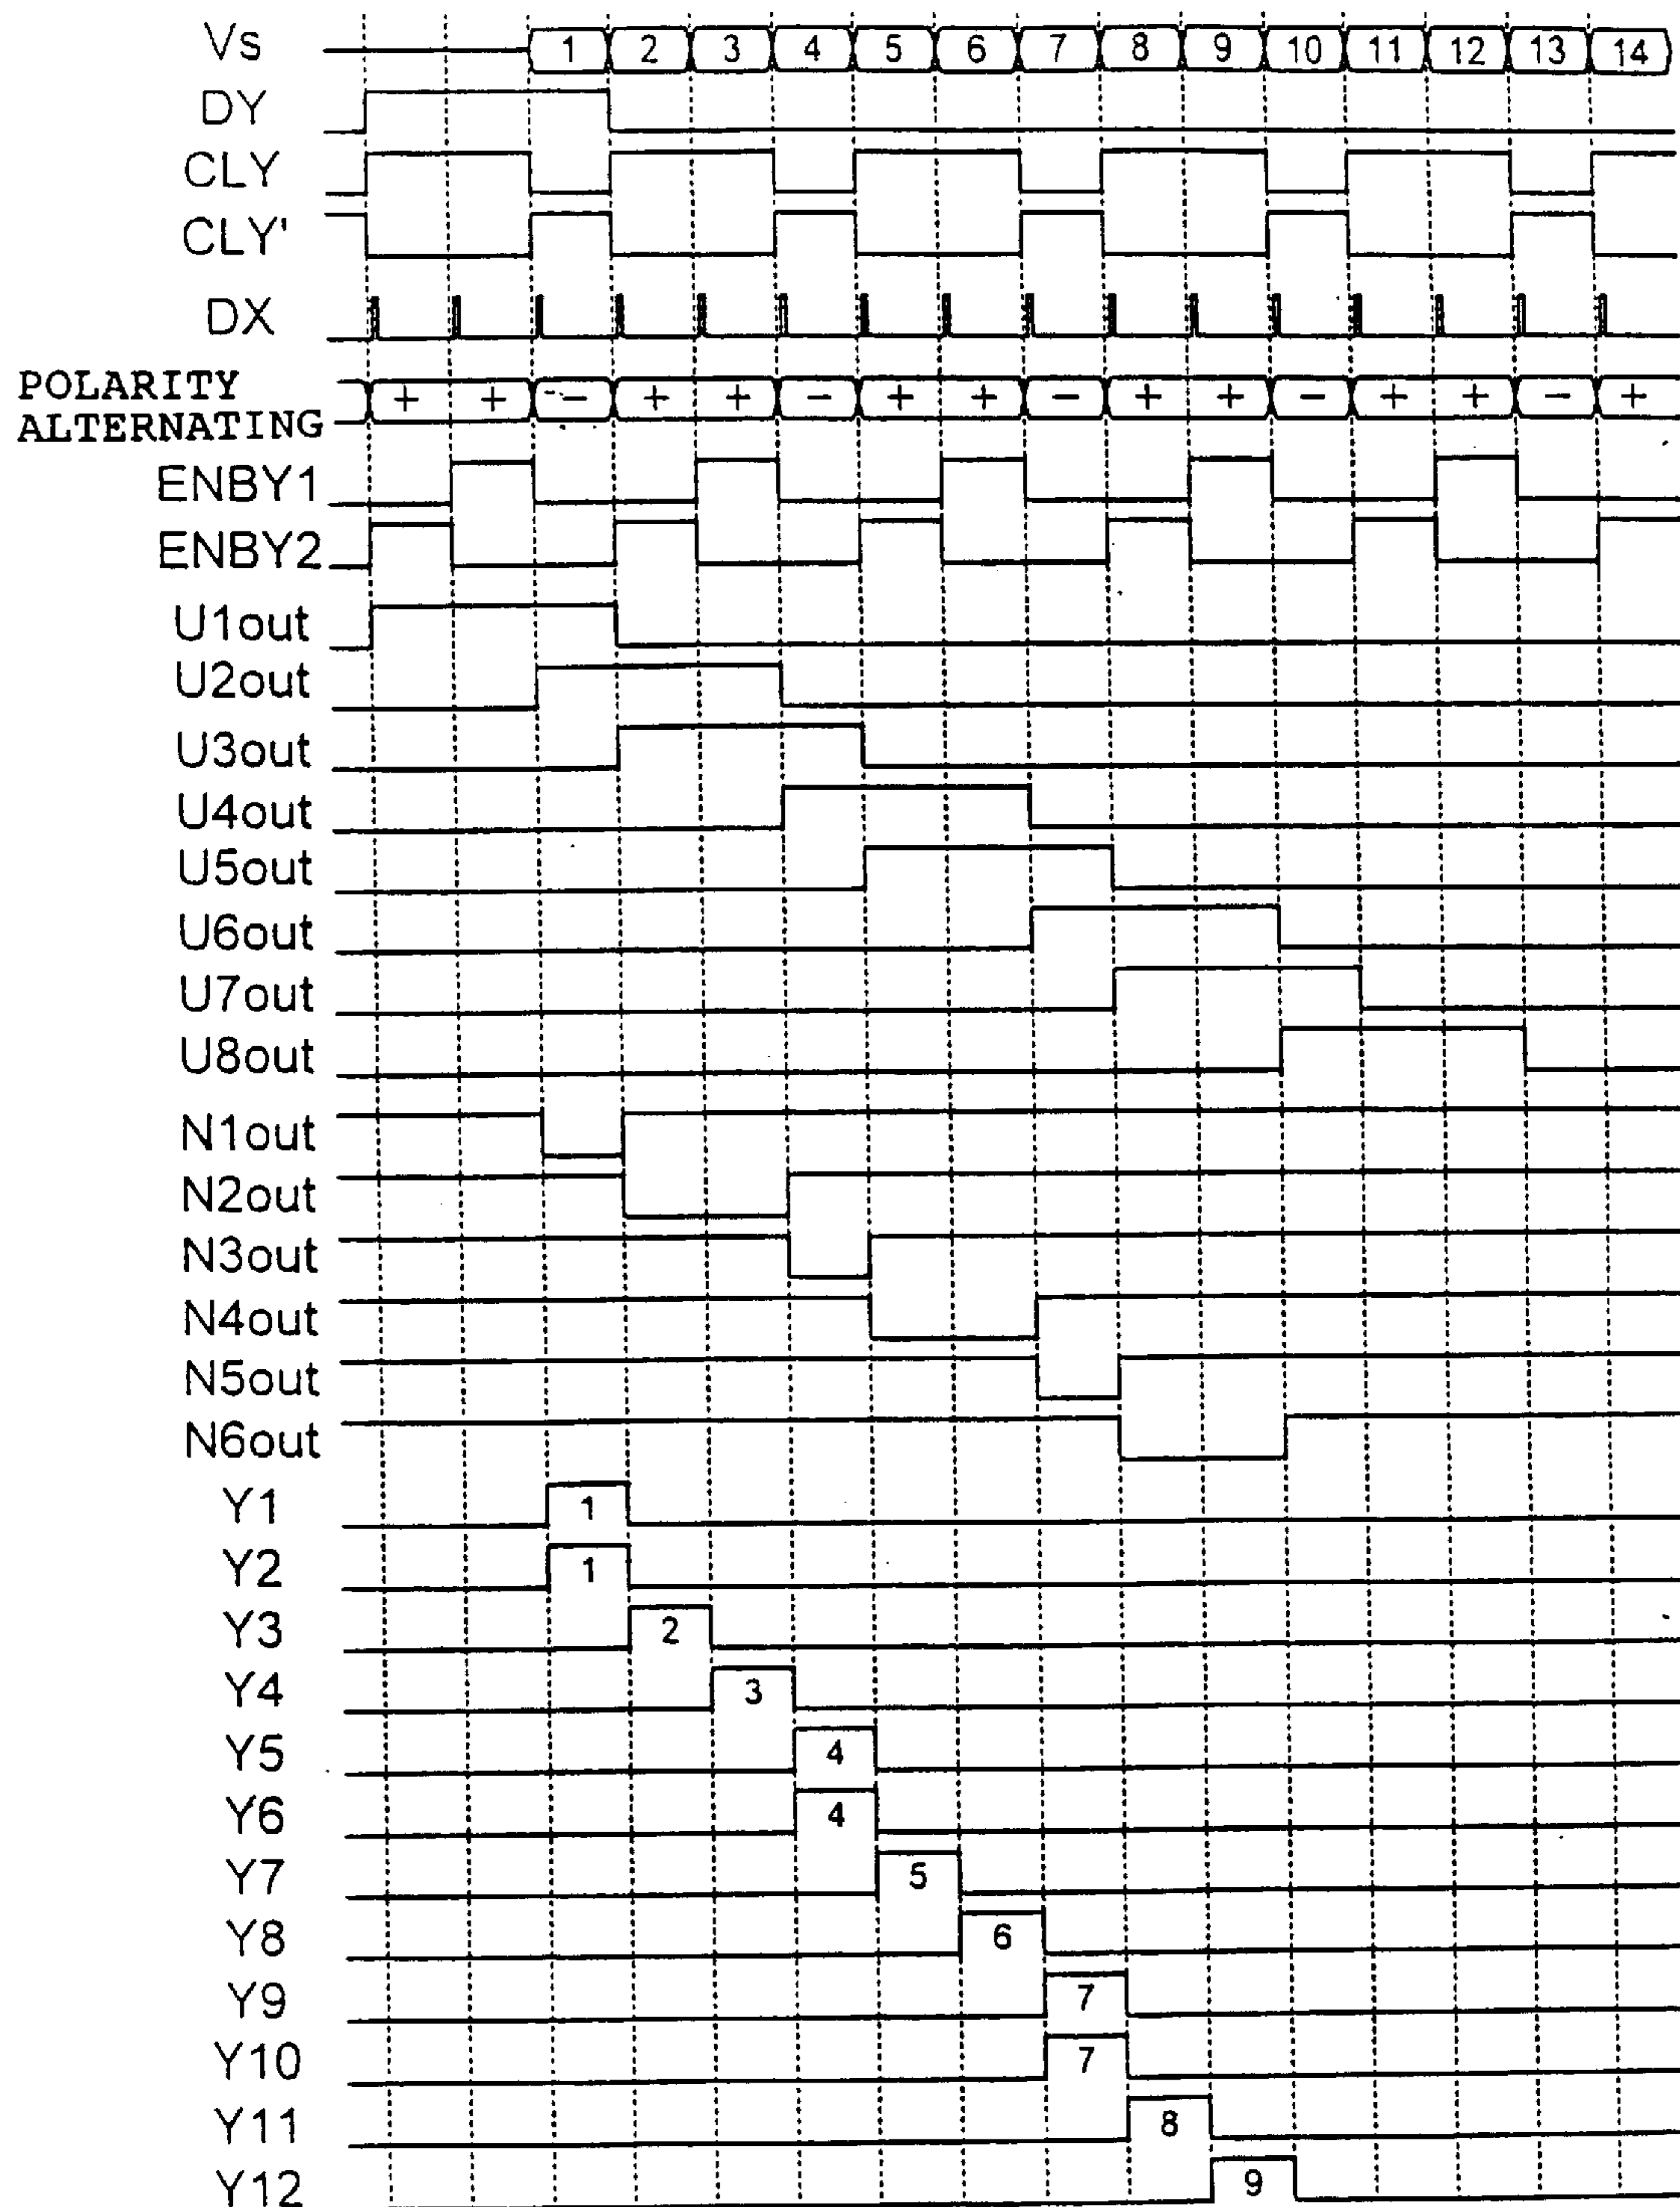 Vs 1 2 3 4 5 6 7 8 9 10 11 12 13 14
DY
CLY
CLY'
DX
POLARITY
ALTERNATING + + - + + - + + - + + - + + - +
ENBY1
ENBY2
U1out
U2out
U3out
U4out
U5out
U6out
U7out
U8out
N1out
N2out
N3out
N4out
N5out
N6out
Y1 1
Y2 1
Y3 2
Y4 3
Y5 4
Y6 4
Y7 5
Y8 6
Y9 7
Y10 7
Y11 8
Y12 9